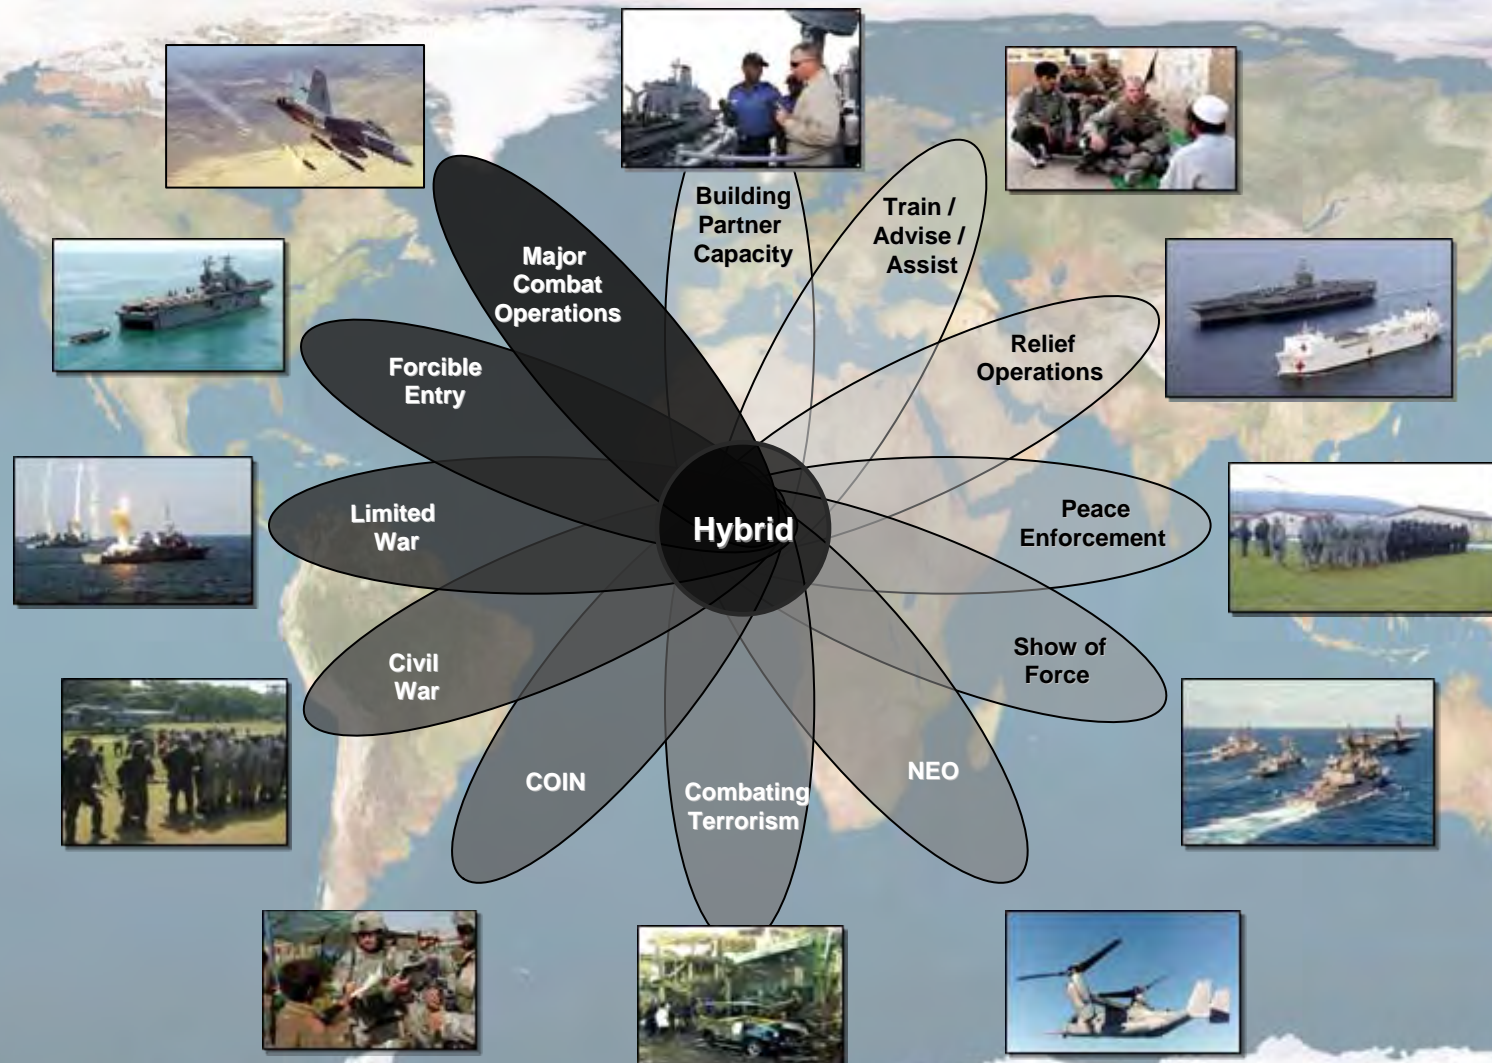 Building
Partner
Capacity
Train /
Advise /
Assist
Relief
Operations
Peace
Enforcement
Show of
Force
NEO
Combating
Terrorism
COIN
Civil
War
Limited
War
Forcible
Entry
Major
Combat
Operations
Hybrid